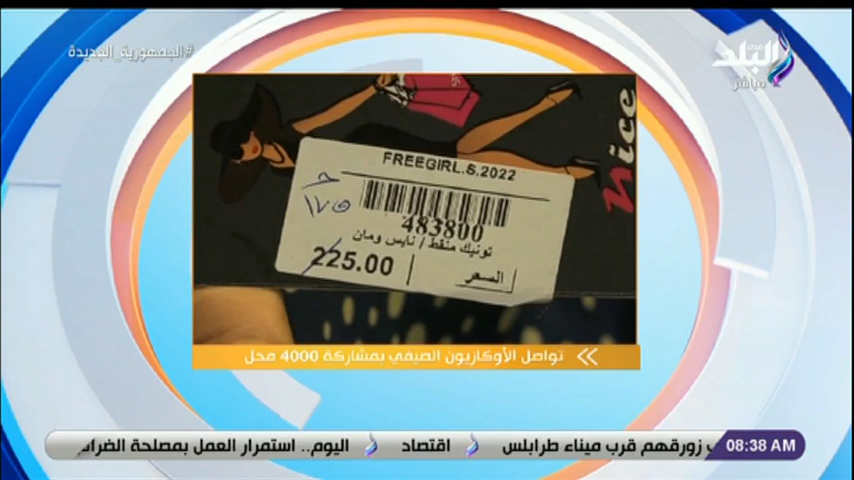 #الجمهورية_الجديدة
صدى البلد
مباشر
Nice
FREEGIRL.S.2022
ح
١٧٥
483800
تونيك منقط / نايس ومان
السعر
225.00
تواصل الأوكازيون الصيفي بمشاركة 4000 محل
08:38 AM
زورقهم قرب ميناء طرابلس
اقتصاد
اليوم.. استمرار العمل بمصلحة الضرائب